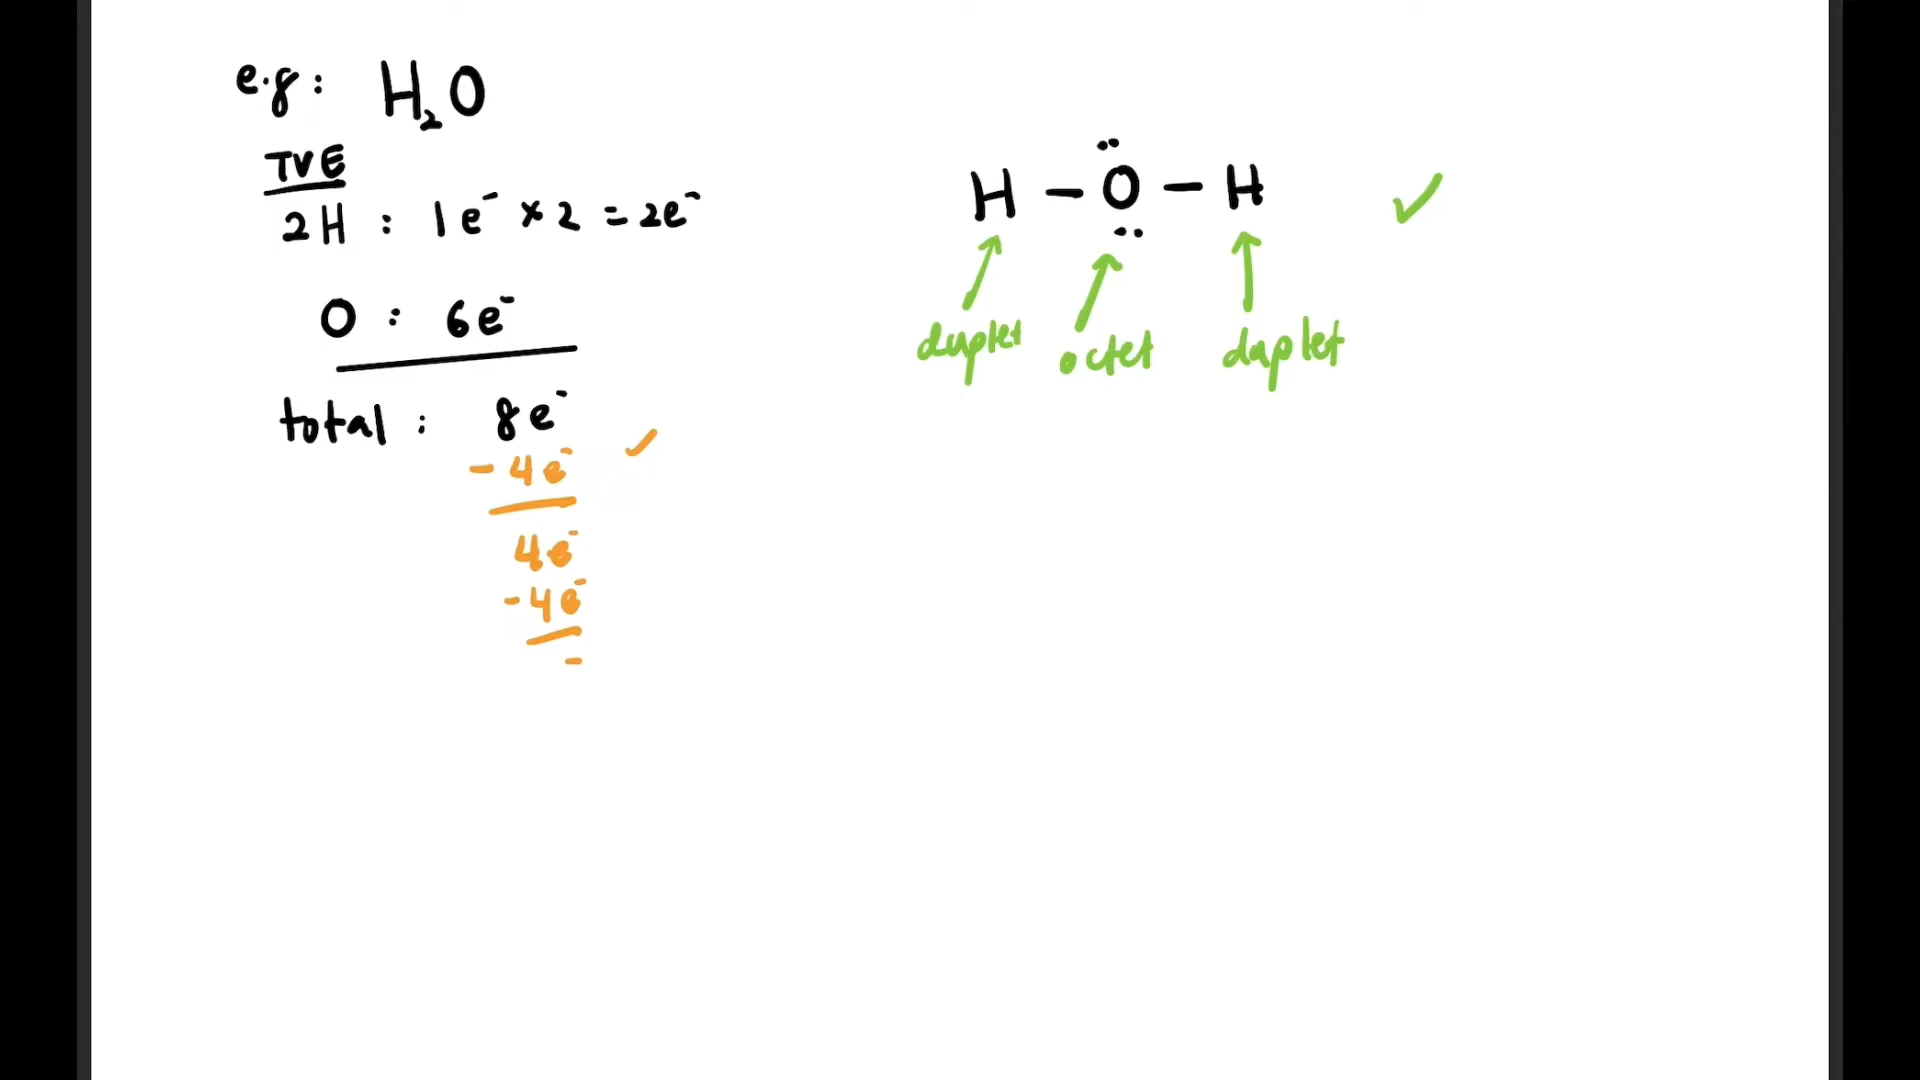 e.g: H₂O
TVE
2H : 1e⁻ × 2 = 2e⁻
O : 6e⁻
total : 8e⁻
- 4e⁻
4e⁻
- 4e⁻
-
H - Ö - H
duplet octet duplet